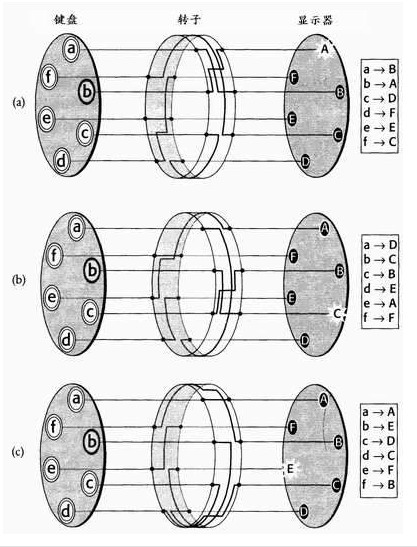 键盘 转子 显示器
(a)
a
f
b
e
c
d
A
F
B
E
C
D
a → B
b → A
c → D
d → F
e → E
f → C
(b)
a
f
b
e
c
d
A
F
B
E
C
D
a → D
b → C
c → B
d → E
e → A
f → F
(c)
a
f
b
e
c
d
A
F
B
E
C
D
a → A
b → E
c → D
d → C
e → F
f → B